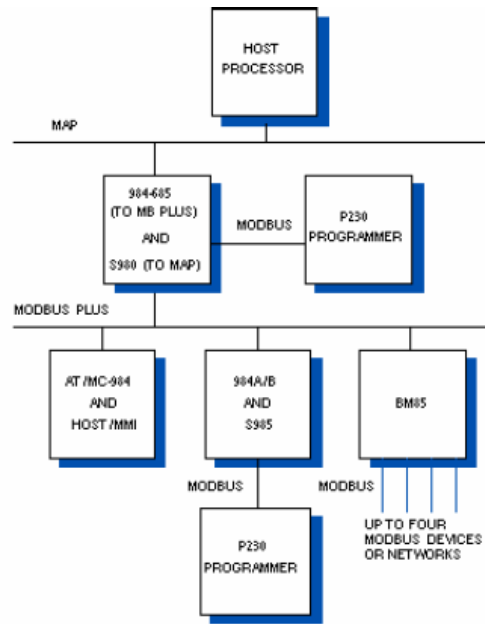 HOST
PROCESSOR
MAP
984-685
(TO MB PLUS)
AND
S980 (TO MAP)
MODBUS
P230
PROGRAMMER
MODBUS PLUS
AT/MC-984
AND
HOST/MMI
984A/B
AND
S985
BM85
MODBUS
MODBUS
UP TO FOUR
MODBUS DEVICES
OR NETWORKS
P230
PROGRAMMER